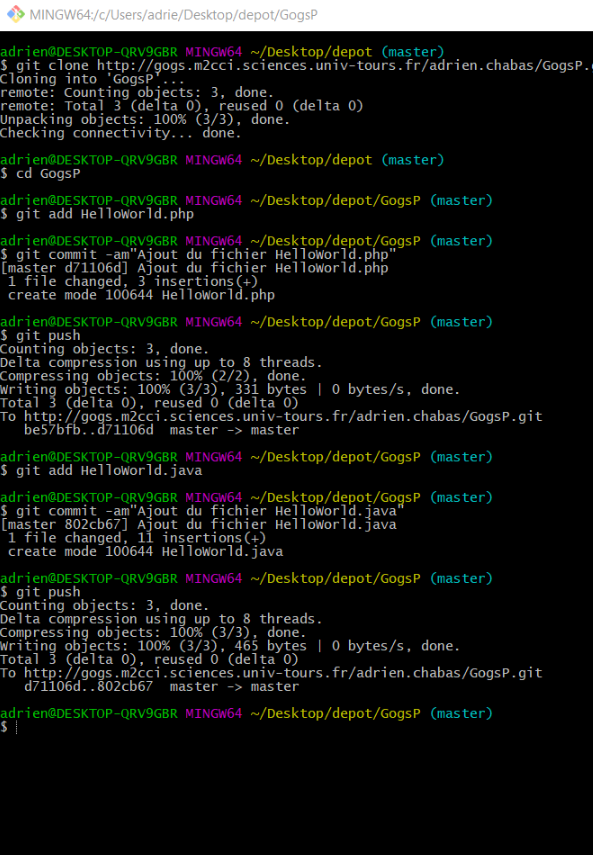 MINGW64:/c/Users/adrie/Desktop/depot/GogsP
adrien@DESKTOP-QRV9GBR MINGW64 ~/Desktop/depot (master)
$ git clone http://gogs.m2cci.sciences.univ-tours.fr/adrien.chabas/GogsP.g
Cloning into 'GogsP'...
remote: Counting objects: 3, done.
remote: Total 3 (delta 0), reused 0 (delta 0)
Unpacking objects: 100% (3/3), done.
Checking connectivity... done.
adrien@DESKTOP-QRV9GBR MINGW64 ~/Desktop/depot (master)
$ cd GogsP
adrien@DESKTOP-QRV9GBR MINGW64 ~/Desktop/depot/GogsP (master)
$ git add HelloWorld.php
adrien@DESKTOP-QRV9GBR MINGW64 ~/Desktop/depot/GogsP (master)
$ git commit -am"Ajout du fichier HelloWorld.php"
[master d71106d] Ajout du fichier HelloWorld.php
1 file changed, 3 insertions(+)
create mode 100644 HelloWorld.php
adrien@DESKTOP-QRV9GBR MINGW64 ~/Desktop/depot/GogsP (master)
$ git push
Counting objects: 3, done.
Delta compression using up to 8 threads.
Compressing objects: 100% (2/2), done.
Writing objects: 100% (3/3), 331 bytes | 0 bytes/s, done.
Total 3 (delta 0), reused 0 (delta 0)
To http://gogs.m2cci.sciences.univ-tours.fr/adrien.chabas/GogsP.git
be57bfb..d71106d master -> master
adrien@DESKTOP-QRV9GBR MINGW64 ~/Desktop/depot/GogsP (master)
$ git add HelloWorld.java
adrien@DESKTOP-QRV9GBR MINGW64 ~/Desktop/depot/GogsP (master)
$ git commit -am"Ajout du fichier HelloWorld.java"
[master 802cb67] Ajout du fichier HelloWorld.java
1 file changed, 11 insertions(+)
create mode 100644 HelloWorld.java
adrien@DESKTOP-QRV9GBR MINGW64 ~/Desktop/depot/GogsP (master)
$ git push
Counting objects: 3, done.
Delta compression using up to 8 threads.
Compressing objects: 100% (3/3), done.
Writing objects: 100% (3/3), 465 bytes | 0 bytes/s, done.
Total 3 (delta 0), reused 0 (delta 0)
To http://gogs.m2cci.sciences.univ-tours.fr/adrien.chabas/GogsP.git
d71106d..802cb67 master -> master
adrien@DESKTOP-QRV9GBR MINGW64 ~/Desktop/depot/GogsP (master)
$